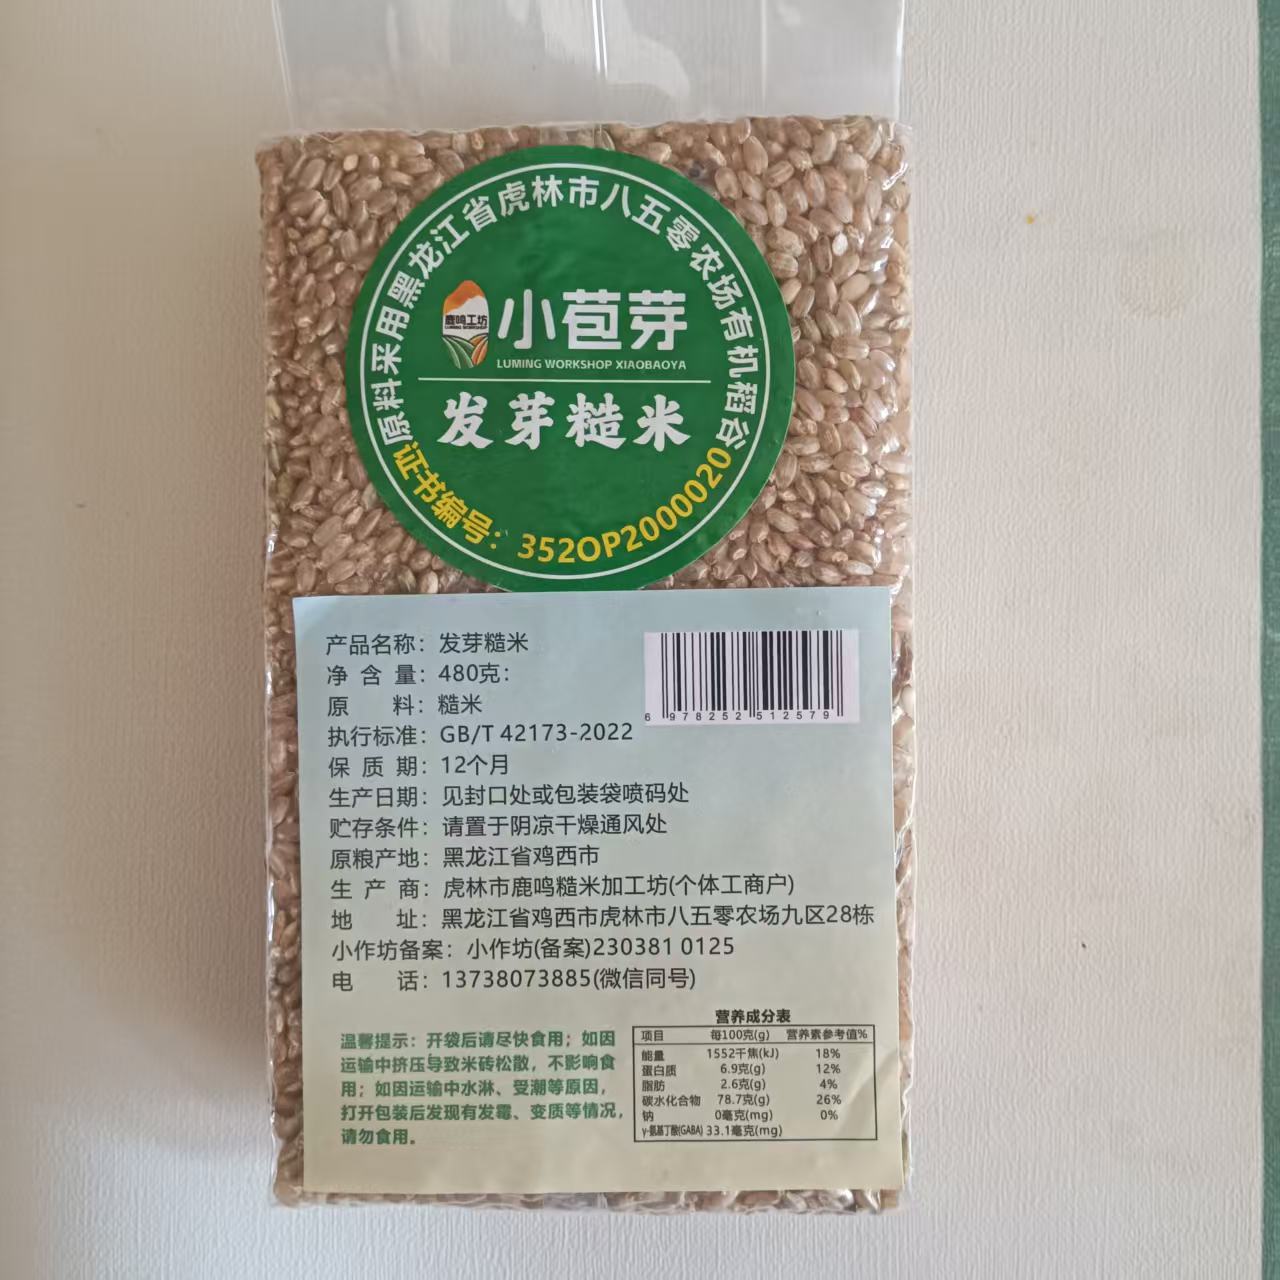 原料采用黑龙江省虎林市八五零农场有机稻谷
鹿鸣工坊
LUMING WORKSHOP
小苞芽
LUMING WORKSHOP XIAOBAOYA
发芽糙米
证书编号：352OP2000020
产品名称：发芽糙米
净含量：480克：
原料：糙米
执行标准：GB/T 42173-2022
保质期：12个月
生产日期：见封口处或包装袋喷码处
贮存条件：请置于阴凉干燥通风处
原粮产地：黑龙江省鸡西市
生产商：虎林市鹿鸣糙米加工坊(个体工商户)
地址：黑龙江省鸡西市虎林市八五零农场九区28栋
小作坊备案：小作坊(备案)230381 0125
电话：13738073885(微信同号)
6 978252 512579
温馨提示：开袋后请尽快食用；如因
运输中挤压导致米砖松散，不影响食
用；如因运输中水淋、受潮等原因，
打开包装后发现有发霉、变质等情况，
请勿食用。
营养成分表
项目 每100克(g) 营养素参考值%
能量 1552千焦(kJ) 18%
蛋白质 6.9克(g) 12%
脂肪 2.6克(g) 4%
碳水化合物 78.7克(g) 26%
钠 0毫克(mg) 0%
γ-氨基丁酸(GABA) 33.1毫克(mg)